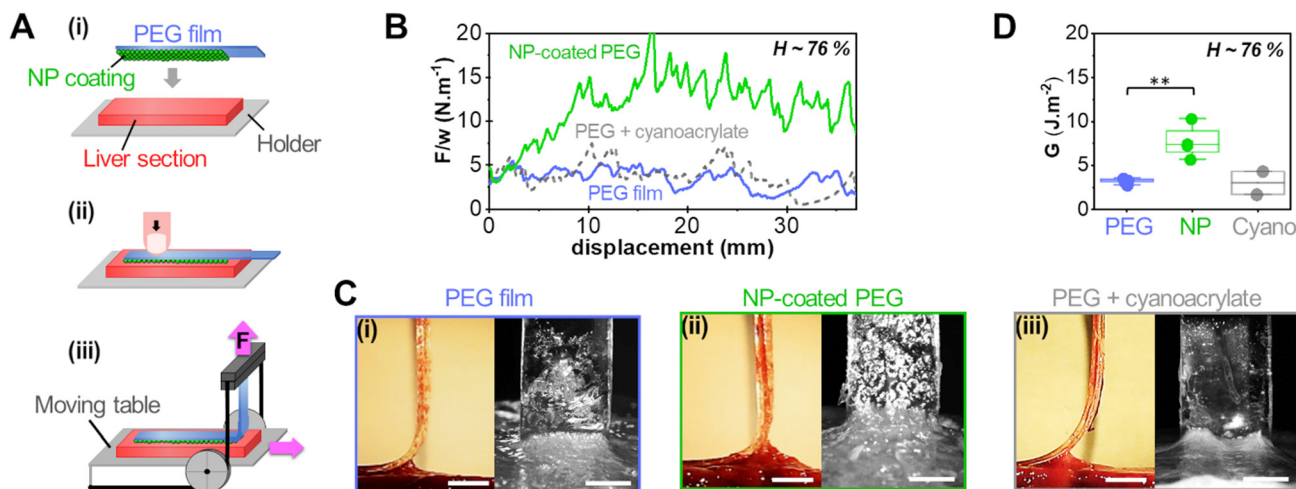 A
(i)
PEG film
NP coating
Holder
Liver section
(ii)
(iii)
F
Moving table
B
20
15
10
5
0
F/w (N.m-1)
NP-coated PEG
H ~ 76 %
PEG + cyanoacrylate
PEG film
0
10
20
30
displacement (mm)
C
PEG film
(i)
NP-coated PEG
(ii)
PEG + cyanoacrylate
(iii)
D
20
15
10
5
0
G (J.m-2)
H ~ 76 %
**
PEG
NP
Cyano